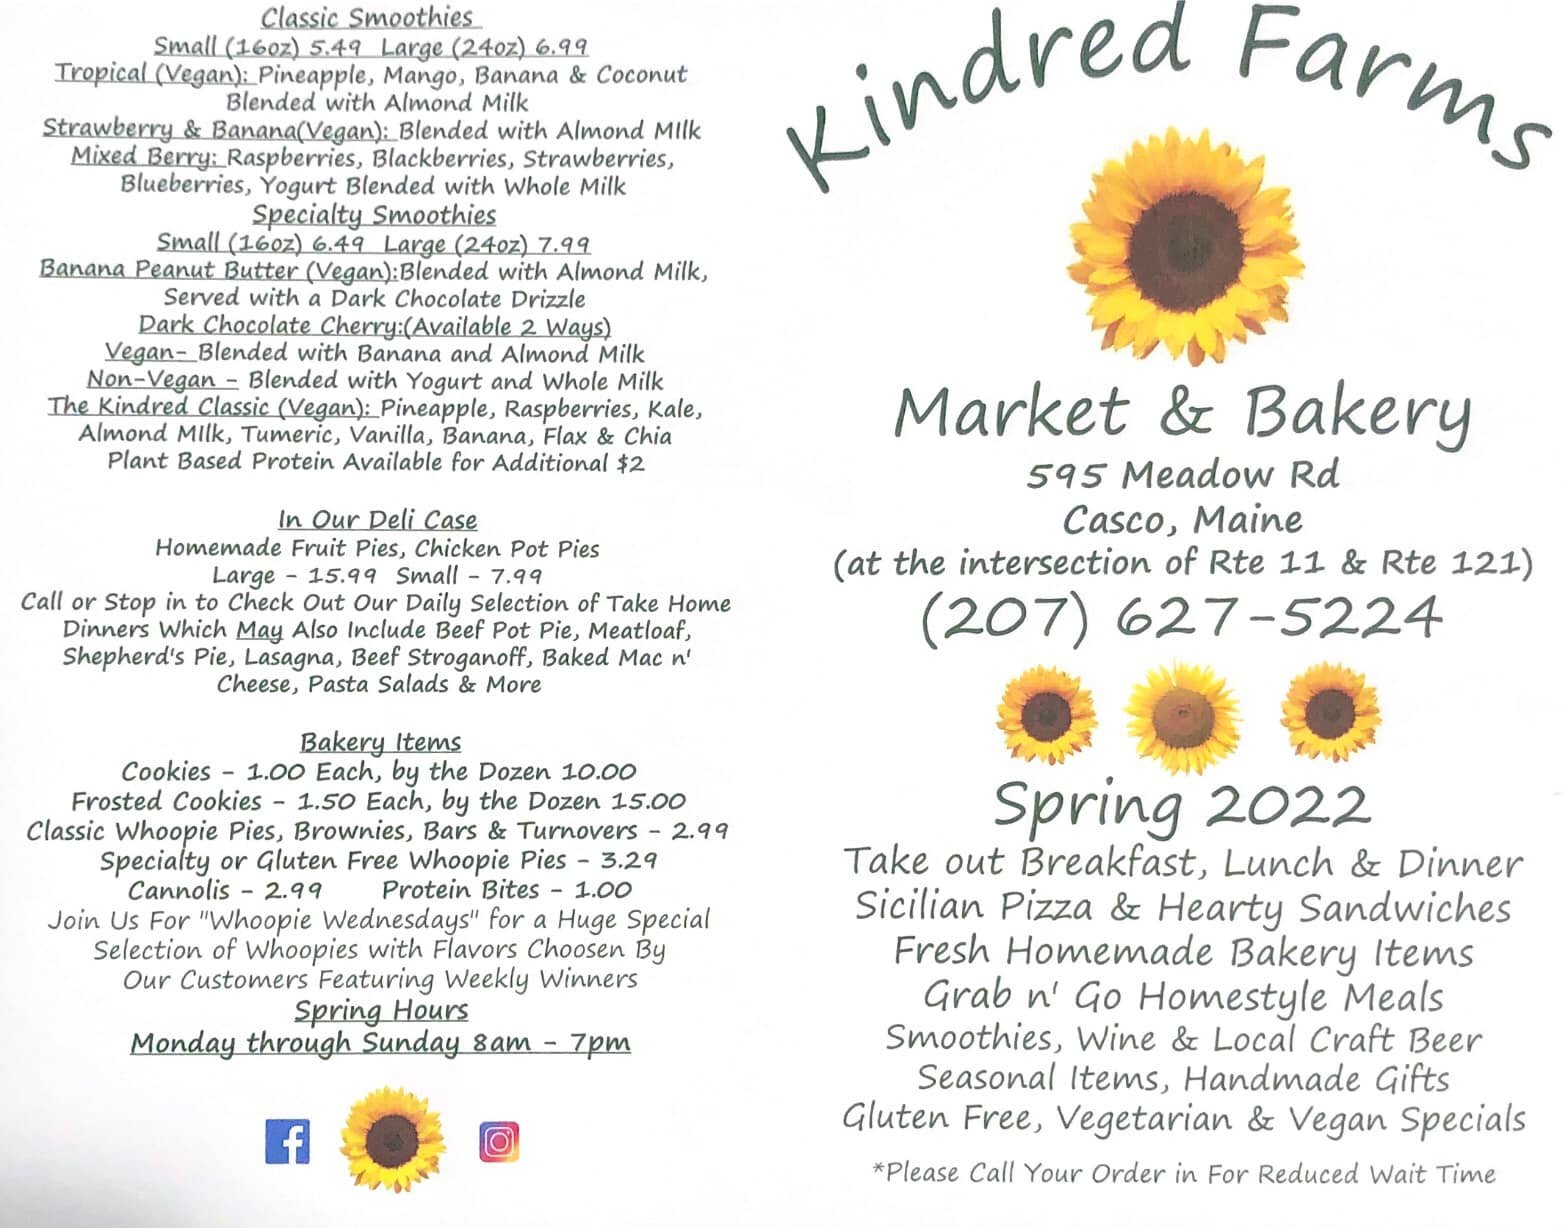 Classic Smoothies
Small (16oz) 5.49 Large (24oz) 6.99
Tropical (Vegan): Pineapple, Mango, Banana & Coconut
Blended with Almond Milk
Strawberry & Banana(Vegan): Blended with Almond MIlk
Mixed Berry: Raspberries, Blackberries, Strawberries,
Blueberries, Yogurt Blended with Whole Milk
Specialty Smoothies
Small (16oz) 6.49 Large (24oz) 7.99
Banana Peanut Butter (Vegan):Blended with Almond Milk,
Served with a Dark Chocolate Drizzle
Dark Chocolate Cherry:(Available 2 Ways)
Vegan- Blended with Banana and Almond Milk
Non-Vegan - Blended with Yogurt and Whole Milk
The Kindred Classic (Vegan): Pineapple, Raspberries, Kale,
Almond MIlk, Tumeric, Vanilla, Banana, Flax & Chia
Plant Based Protein Available for Additional $2
In Our Deli Case
Homemade Fruit Pies, Chicken Pot Pies
Large - 15.99 Small - 7.99
Call or Stop in to Check Out Our Daily Selection of Take Home
Dinners Which May Also Include Beef Pot Pie, Meatloaf,
Shepherd's Pie, Lasagna, Beef Stroganoff, Baked Mac n'
Cheese, Pasta Salads & More
Bakery Items
Cookies - 1.00 Each, by the Dozen 10.00
Frosted Cookies - 1.50 Each, by the Dozen 15.00
Classic Whoopie Pies, Brownies, Bars & Turnovers - 2.99
Specialty or Gluten Free Whoopie Pies - 3.29
Cannolis - 2.99 Protein Bites - 1.00
Join Us For "Whoopie Wednesdays" for a Huge Special
Selection of Whoopies with Flavors Choosen By
Our Customers Featuring Weekly Winners
Spring Hours
Monday through Sunday 8am - 7pm
Kindred Farms
Market & Bakery
595 Meadow Rd
Casco, Maine
(at the intersection of Rte 11 & Rte 121)
(207) 627-5224
Spring 2022
Take out Breakfast, Lunch & Dinner
Sicilian Pizza & Hearty Sandwiches
Fresh Homemade Bakery Items
Grab n' Go Homestyle Meals
Smoothies, Wine & Local Craft Beer
Seasonal Items, Handmade Gifts
Gluten Free, Vegetarian & Vegan Specials
*Please Call Your Order in For Reduced Wait Time